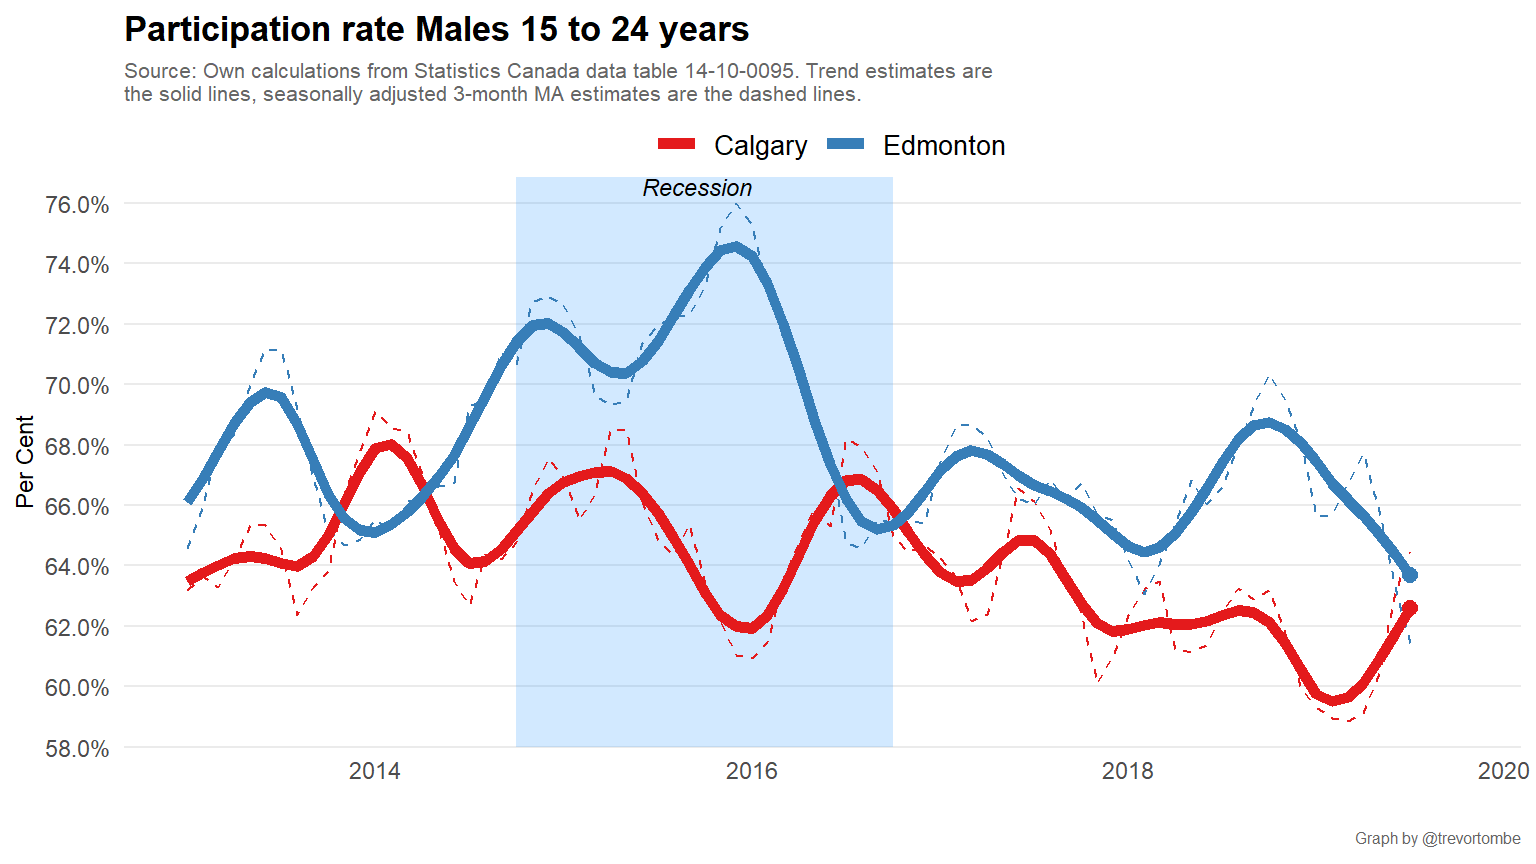 Participation rate Males 15 to 24 years
Source: Own calculations from Statistics Canada data table 14-10-0095. Trend estimates are
the solid lines, seasonally adjusted 3-month MA estimates are the dashed lines.
Calgary Edmonton
Recession
76.0%
74.0%
72.0%
70.0%
68.0%
66.0%
64.0%
62.0%
60.0%
58.0%
Per Cent
2014 2016 2018 2020
Graph by @trevortombe